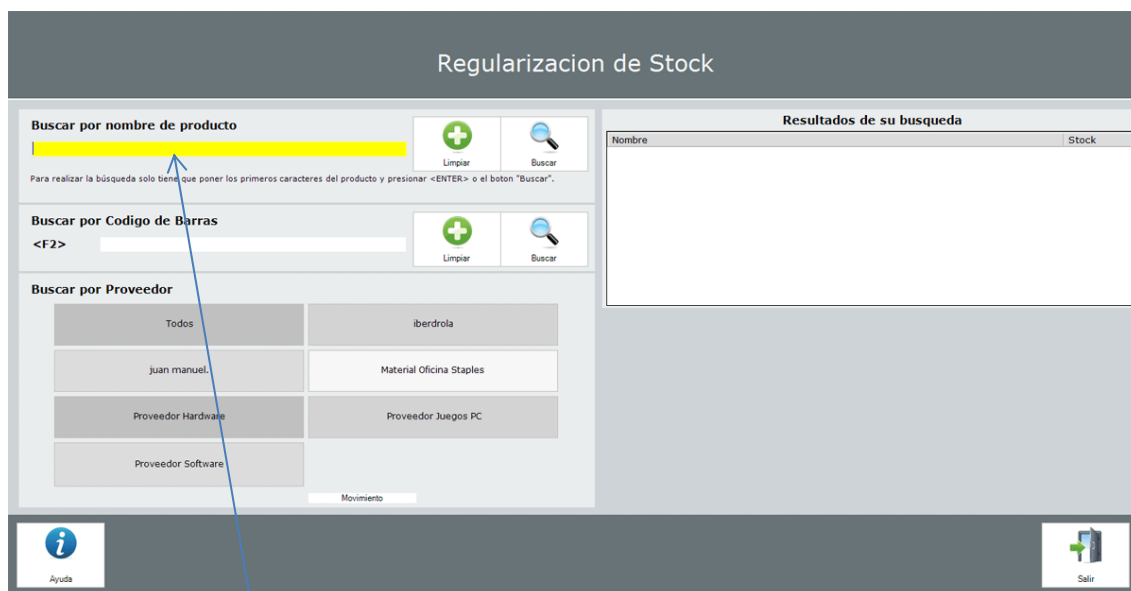 Regularizacion de Stock
Buscar por nombre de producto
Limpiar
Buscar
Para realizar la búsqueda solo tiene que poner los primeros caracteres del producto y presionar <ENTER> o el boton "Buscar".
Buscar por Codigo de Barras
<F2>
Limpiar
Buscar
Buscar por Proveedor
Todos
iberdrola
juan manuel.
Material Oficina Staples
Proveedor Hardware
Proveedor Juegos PC
Proveedor Software
Movimiento
Resultados de su busqueda
Nombre
Stock
Ayuda
Salir